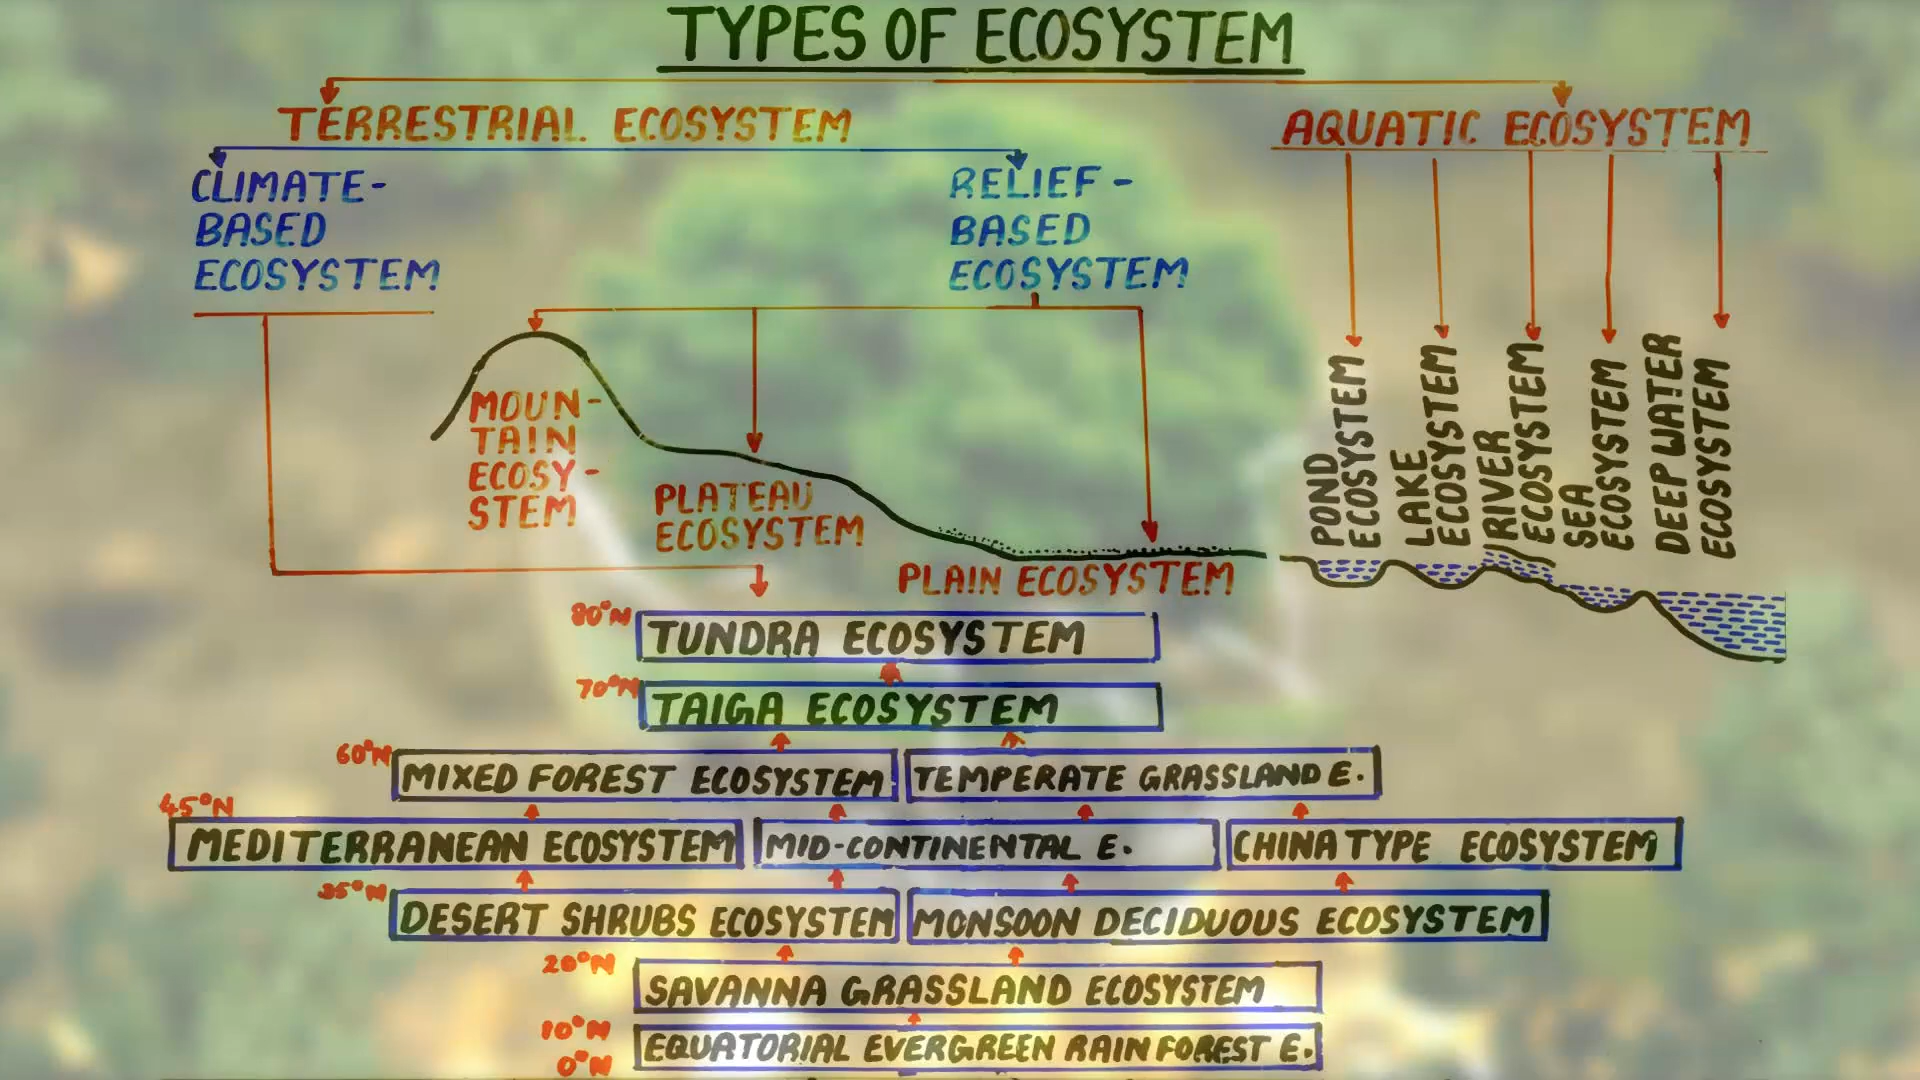 TYPES OF ECOSYSTEM
TERRESTRIAL ECOSYSTEM
AQUATIC ECOSYSTEM
CLIMATE-
BASED
ECOSYSTEM
RELIEF-
BASED
ECOSYSTEM
MOUN-
TAIN
ECOSY-
STEM
PLATEAU
ECOSYSTEM
PLAIN ECOSYSTEM
POND
ECOSYSTEM
LAKE
ECOSYSTEM
RIVER
ECOSYSTEM
SEA
ECOSYSTEM
DEEP WATER
ECOSYSTEM
80°N
TUNDRA ECOSYSTEM
70°N
TAIGA ECOSYSTEM
60°N
MIXED FOREST ECOSYSTEM
TEMPERATE GRASSLAND E.
45°N
MEDITERRANEAN ECOSYSTEM
MID-CONTINENTAL E.
CHINA TYPE ECOSYSTEM
35°N
DESERT SHRUBS ECOSYSTEM
MONSOON DECIDUOUS ECOSYSTEM
20°N
SAVANNA GRASSLAND ECOSYSTEM
10°N
EQUATORIAL EVERGREEN RAIN FOREST E.
0°N